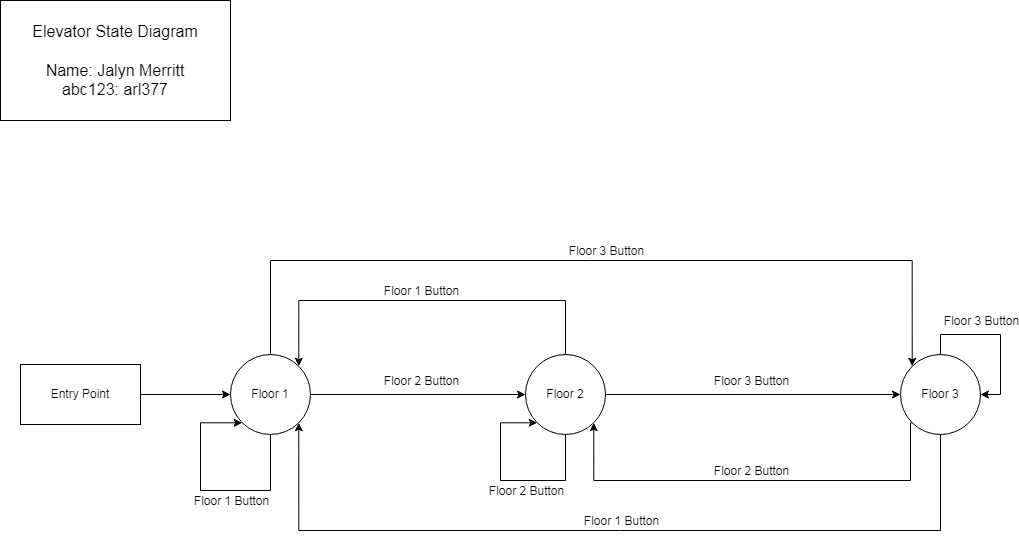 Elevator State Diagram
Name: Jalyn Merritt
abc123: arl377
Floor 3 Button
Floor 1 Button
Floor 3 Button
Floor 2 Button
Floor 3 Button
Entry Point
Floor 1
Floor 2
Floor 3
Floor 2 Button
Floor 2 Button
Floor 1 Button
Floor 1 Button